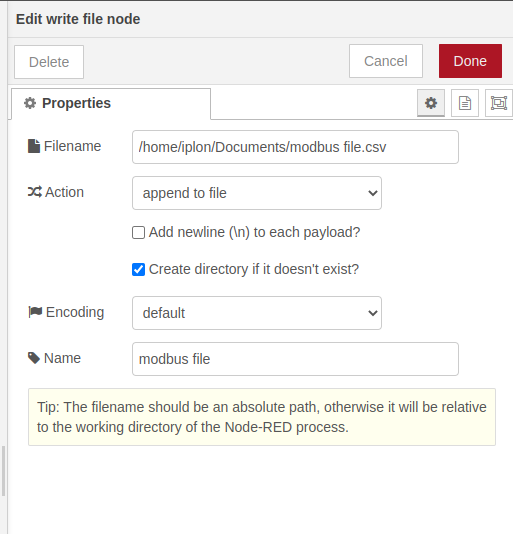 Edit write file node
Delete
Cancel
Done
Properties
Filename
/home/iplon/Documents/modbus file.csv
Action
append to file
Add newline (\n) to each payload?
Create directory if it doesn't exist?
Encoding
default
Name
modbus file
Tip: The filename should be an absolute path, otherwise it will be relative
to the working directory of the Node-RED process.